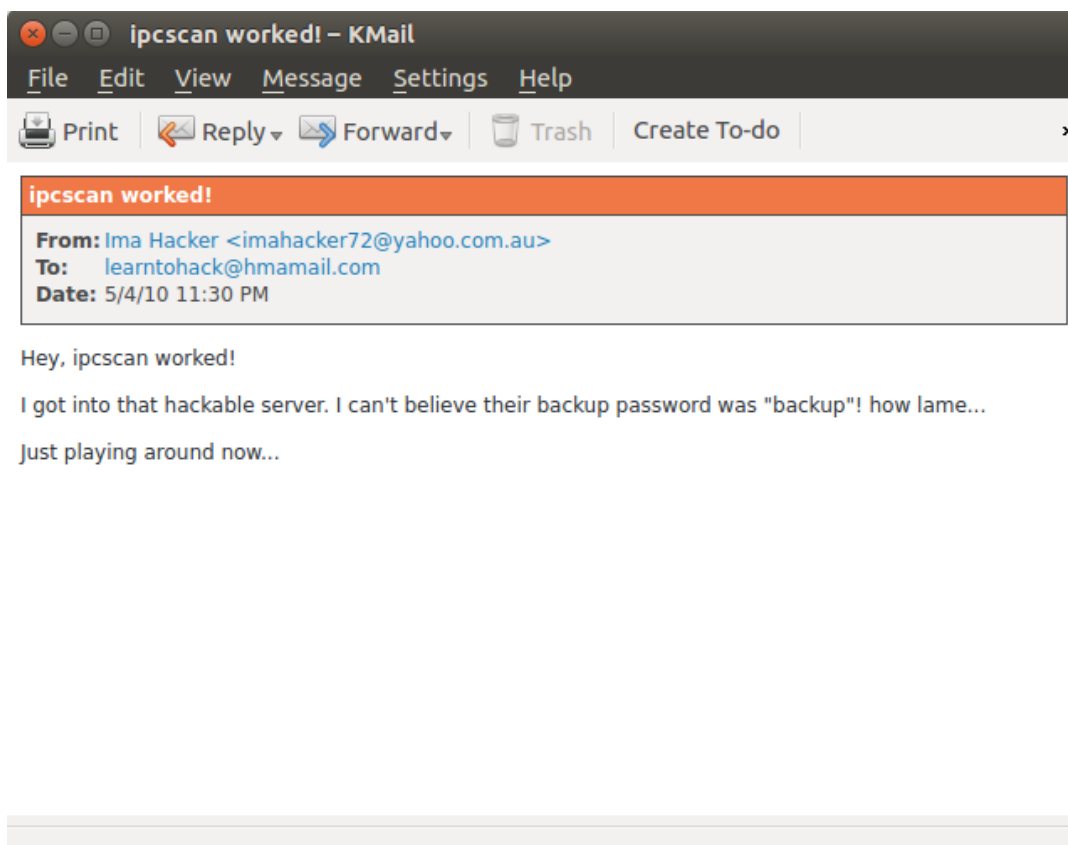 ipcscan worked! – KMail
File Edit View Message Settings Help
Print Reply Forward Trash Create To-do
ipcscan worked!
From: Ima Hacker <imahacker72@yahoo.com.au>
To: learntohack@hmamail.com
Date: 5/4/10 11:30 PM
Hey, ipcscan worked!
I got into that hackable server. I can't believe their backup password was "backup"! how lame...
Just playing around now...